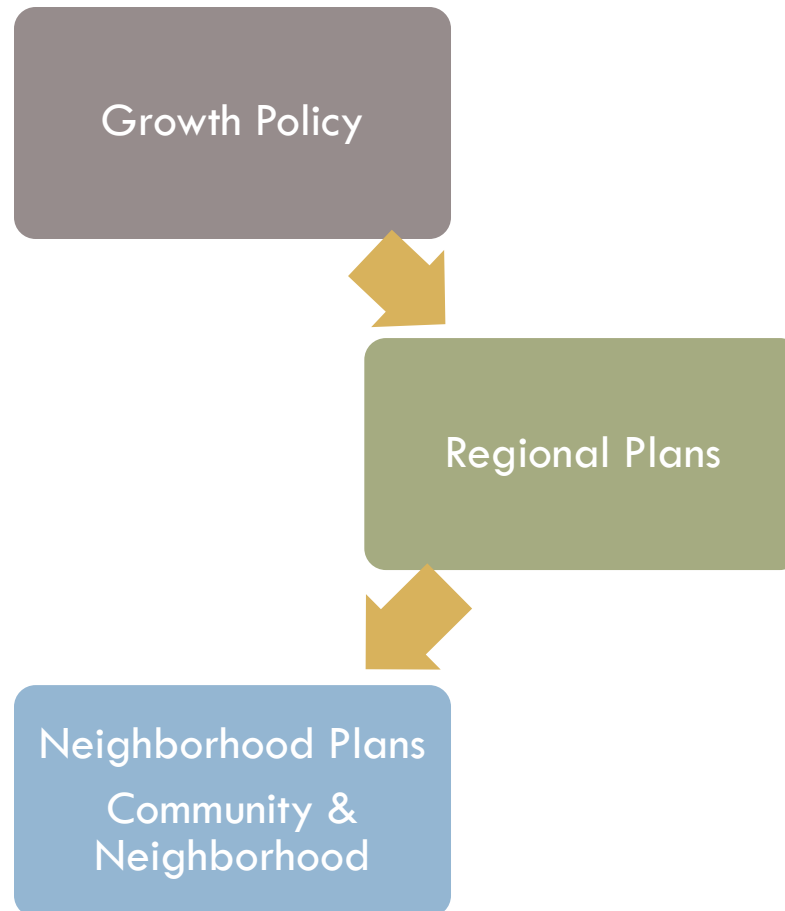 Growth Policy
Regional Plans
Neighborhood Plans
Community &
Neighborhood